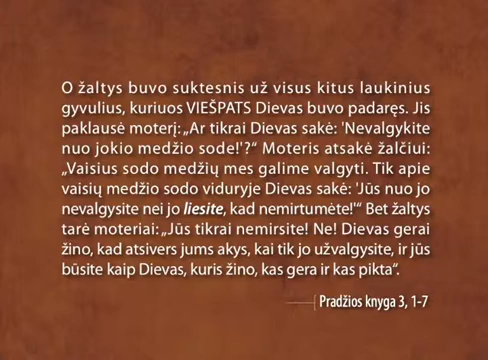 O žaltys buvo suktesnis už visus kitus laukinius
gyvulius, kuriuos VIEŠPATS Dievas buvo padaręs. Jis
paklausė moterį: „Ar tikrai Dievas sakė: 'Nevalgykite
nuo jokio medžio sode!'?“ Moteris atsakė žalčiui:
„Vaisius sodo medžių mes galime valgyti. Tik apie
vaisių medžio sodo viduryje Dievas sakė: 'Jūs nuo jo
nevalgysite nei jo liesite, kad nemirtumėte!'“ Bet žaltys
tarė moteriai: „Jūs tikrai nemirsite! Ne! Dievas gerai
žino, kad atsivers jums akys, kai tik jo užvalgysite, ir jūs
būsite kaip Dievas, kuris žino, kas gera ir kas pikta“.
Pradžios knyga 3, 1-7